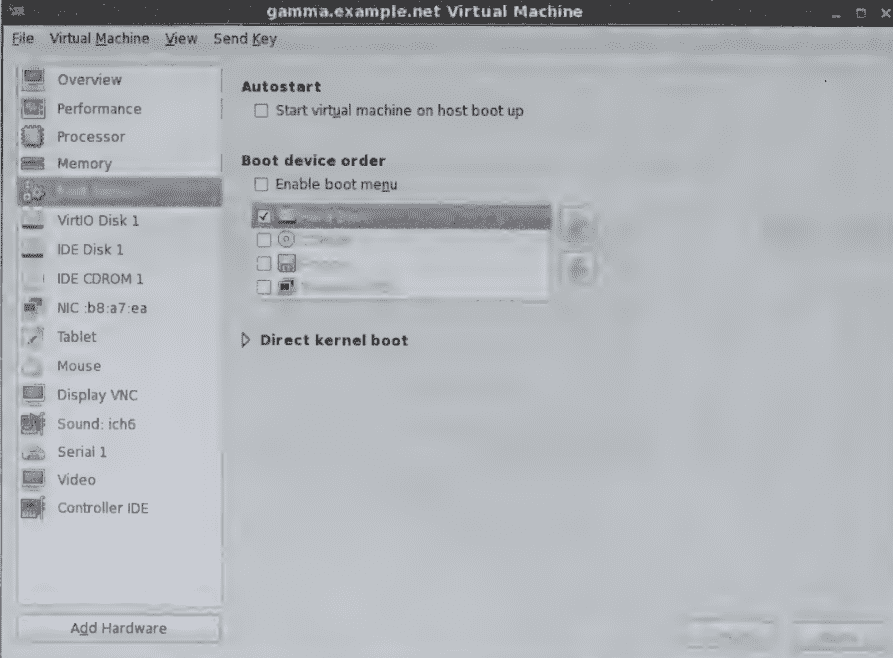 gamma.example.net Virtual Machine
File Virtual Machine View Send Key
Overview
Performance
Processor
Memory
VirtIO Disk 1
IDE Disk 1
IDE CDROM 1
NIC :b8:a7:ea
Tablet
Mouse
Display VNC
Sound: ich6
Serial 1
Video
Controller IDE
Add Hardware
Autostart
Start virtual machine on host boot up
Boot device order
Enable boot menu
Direct kernel boot